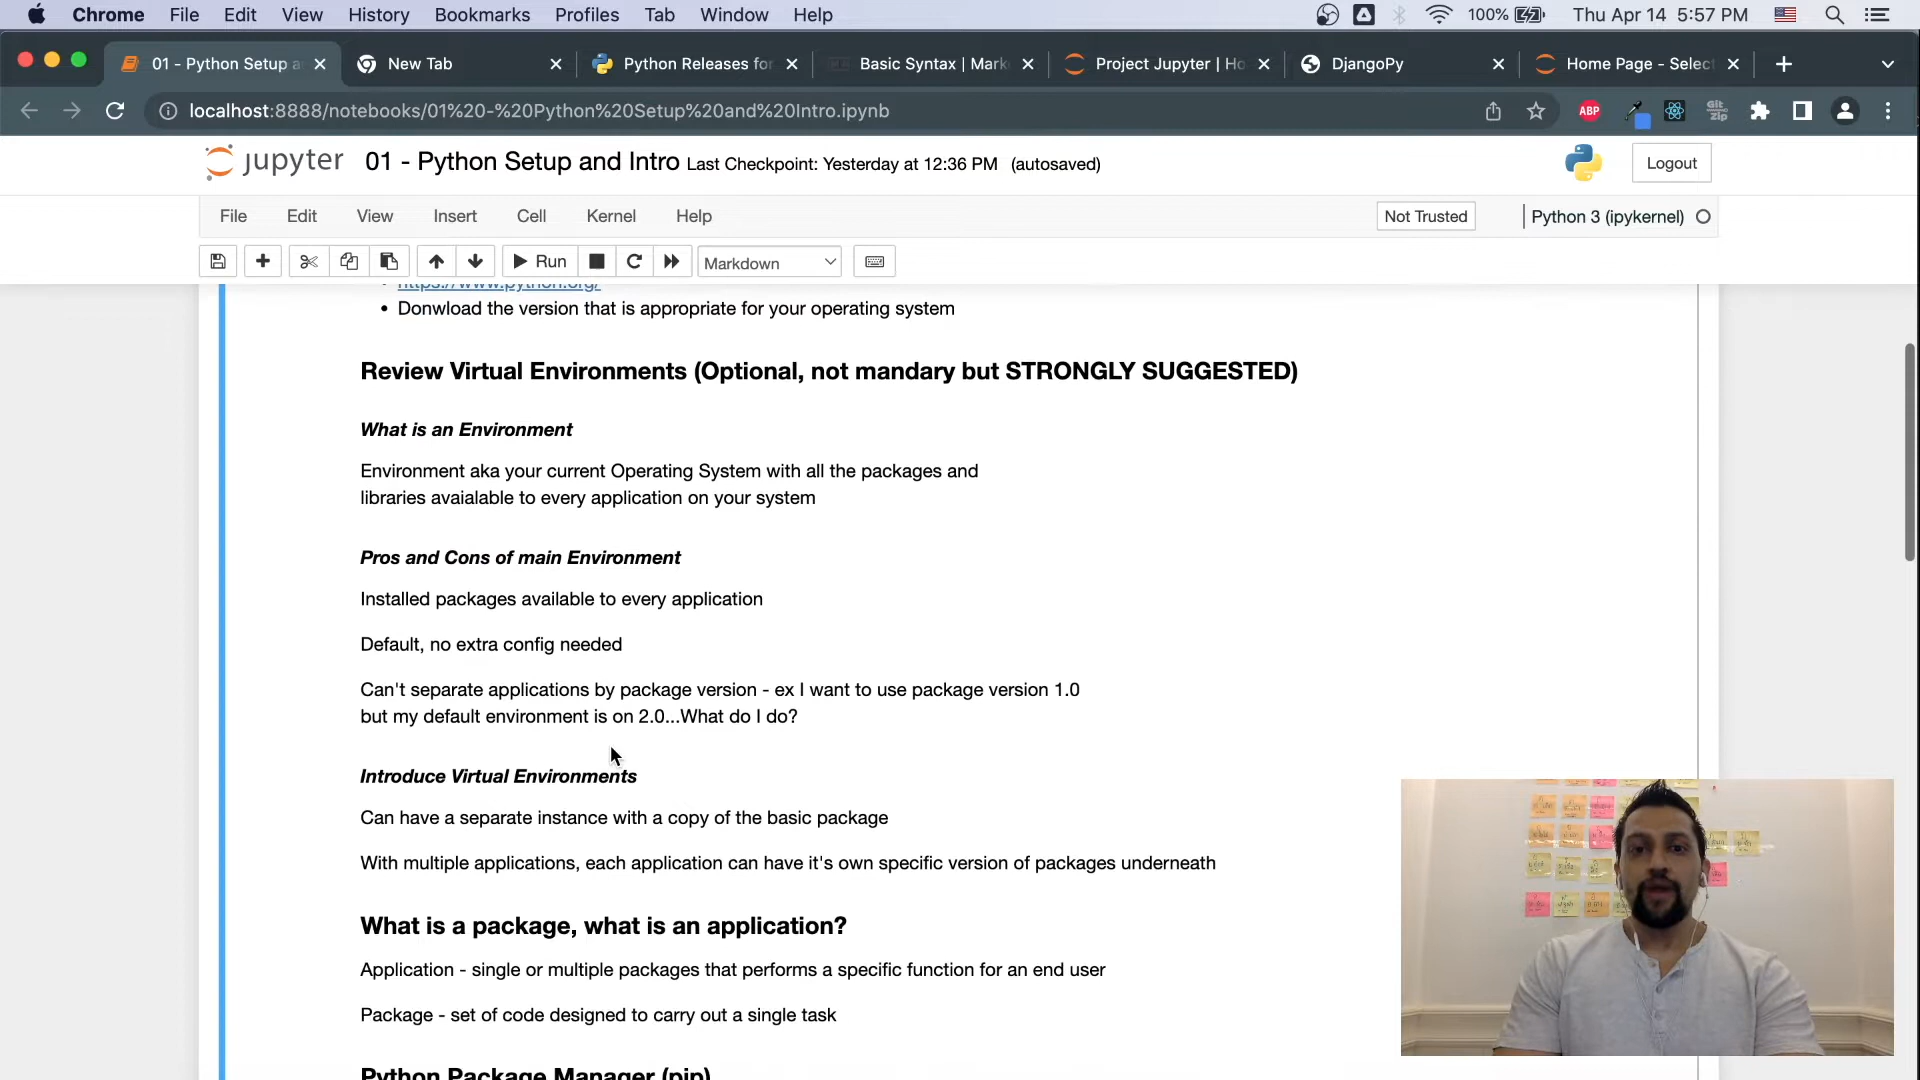 Chrome File Edit View History Bookmarks Profiles Tab Window Help 100% Thu Apr 14 5:57 PM
01 - Python Setup a New Tab Python Releases for Basic Syntax | Mark Project Jupyter | Ho DjangoPy Home Page - Select
localhost:8888/notebooks/01%20-%20Python%20Setup%20and%20Intro.ipynb ABP Git Zip
jupyter 01 - Python Setup and Intro Last Checkpoint: Yesterday at 12:36 PM (autosaved) Logout
File Edit View Insert Cell Kernel Help Not Trusted Python 3 (ipykernel)
Run Markdown
https://www.python.org/
• Donwload the version that is appropriate for your operating system
Review Virtual Environments (Optional, not mandary but STRONGLY SUGGESTED)
What is an Environment
Environment aka your current Operating System with all the packages and
libraries avaialable to every application on your system
Pros and Cons of main Environment
Installed packages available to every application
Default, no extra config needed
Can't separate applications by package version - ex I want to use package version 1.0
but my default environment is on 2.0...What do I do?
Introduce Virtual Environments
Can have a separate instance with a copy of the basic package
With multiple applications, each application can have it's own specific version of packages underneath
What is a package, what is an application?
Application - single or multiple packages that performs a specific function for an end user
Package - set of code designed to carry out a single task
Python Package Manager (pip)